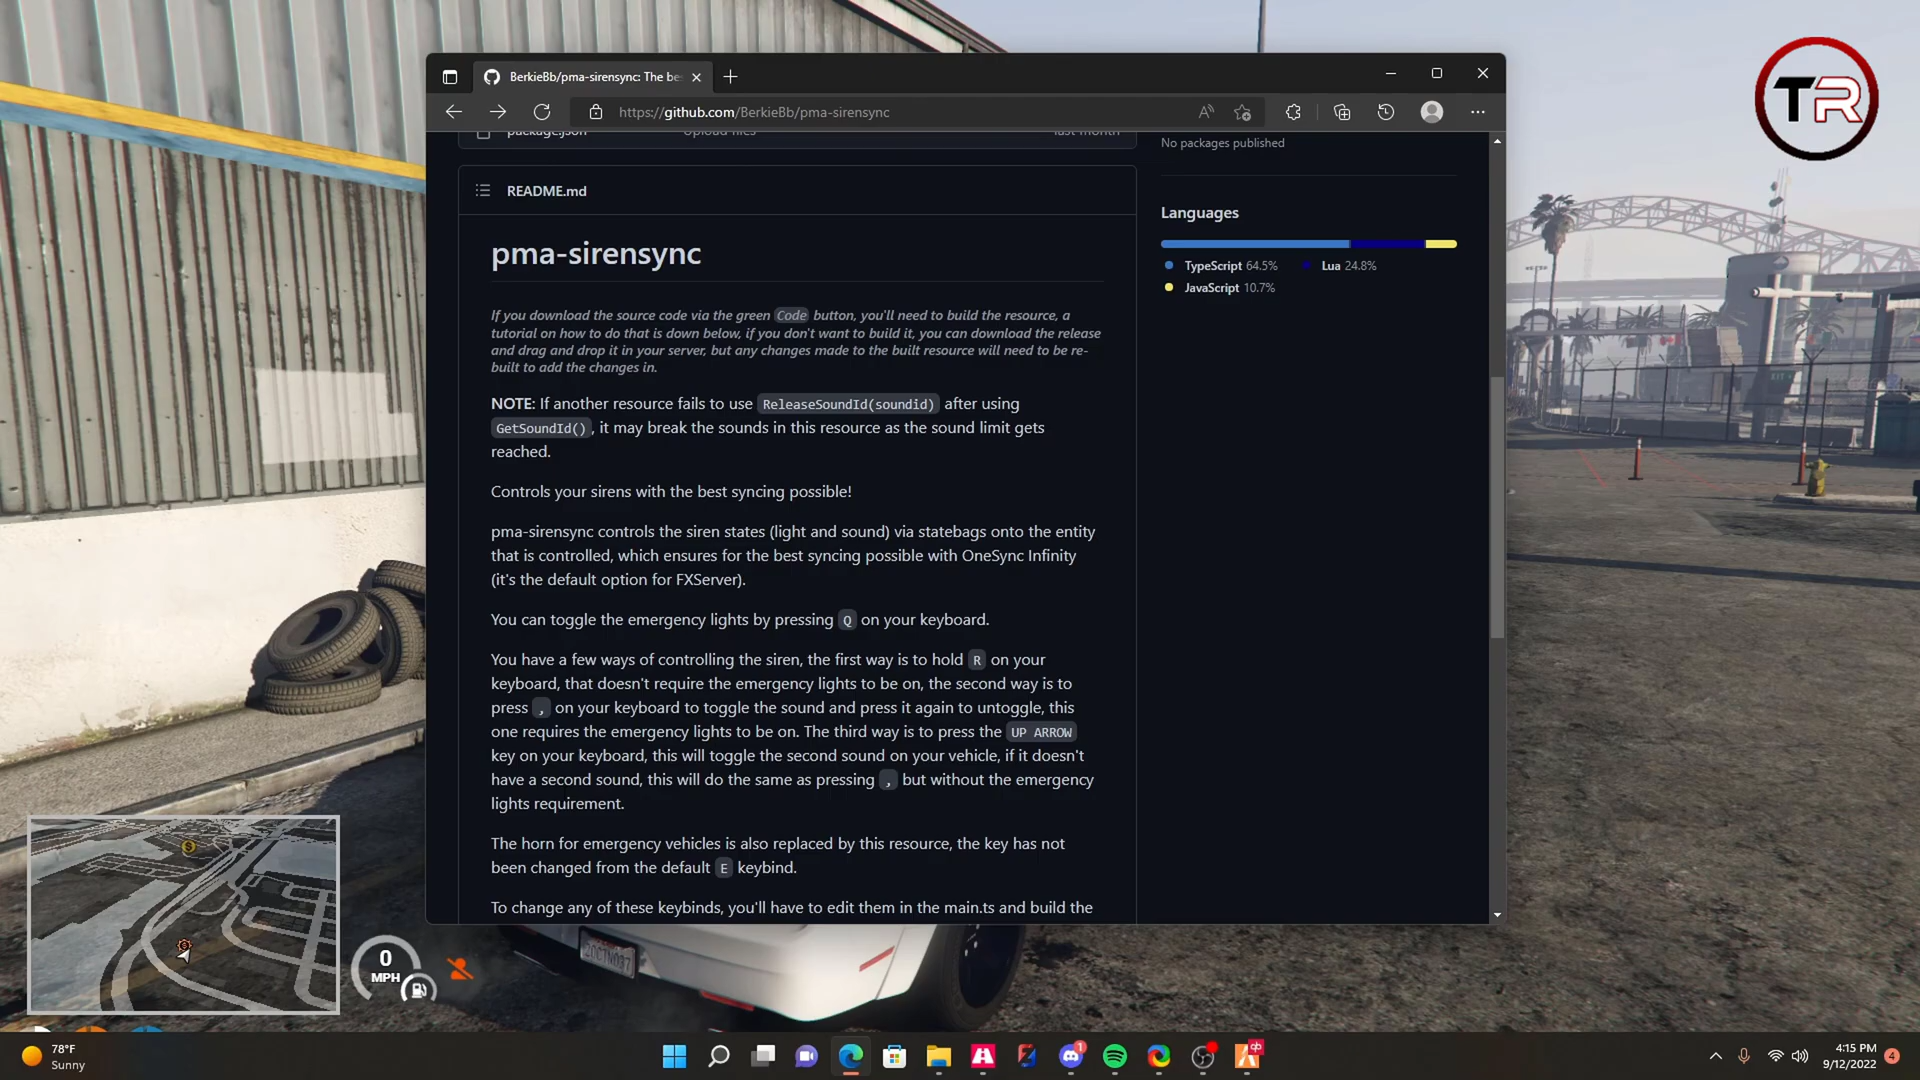 BerkieBb/pma-sirensync: The be
https://github.com/BerkieBb/pma-sirensync
TR
package.json Upload files last month
No packages published
README.md
Languages
pma-sirensync
TypeScript 64.5% Lua 24.8%
JavaScript 10.7%
If you download the source code via the green Code button, you'll need to build the resource, a
tutorial on how to do that is down below, if you don't want to build it, you can download the release
and drag and drop it in your server, but any changes made to the built resource will need to be re-
built to add the changes in.
NOTE: If another resource fails to use ReleaseSoundId(soundid) after using
GetSoundId(), it may break the sounds in this resource as the sound limit gets
reached.
Controls your sirens with the best syncing possible!
pma-sirensync controls the siren states (light and sound) via statebags onto the entity
that is controlled, which ensures for the best syncing possible with OneSync Infinity
(it's the default option for FXServer).
You can toggle the emergency lights by pressing Q on your keyboard.
You have a few ways of controlling the siren, the first way is to hold R on your
keyboard, that doesn't require the emergency lights to be on, the second way is to
press , on your keyboard to toggle the sound and press it again to untoggle, this
one requires the emergency lights to be on. The third way is to press the UP ARROW
key on your keyboard, this will toggle the second sound on your vehicle, if it doesn't
have a second sound, this will do the same as pressing , but without the emergency
lights requirement.
The horn for emergency vehicles is also replaced by this resource, the key has not
been changed from the default E keybind.
To change any of these keybinds, you'll have to edit them in the main.ts and build the
0
MPH
78°F
Sunny
1
qb
4:15 PM
9/12/2022
4